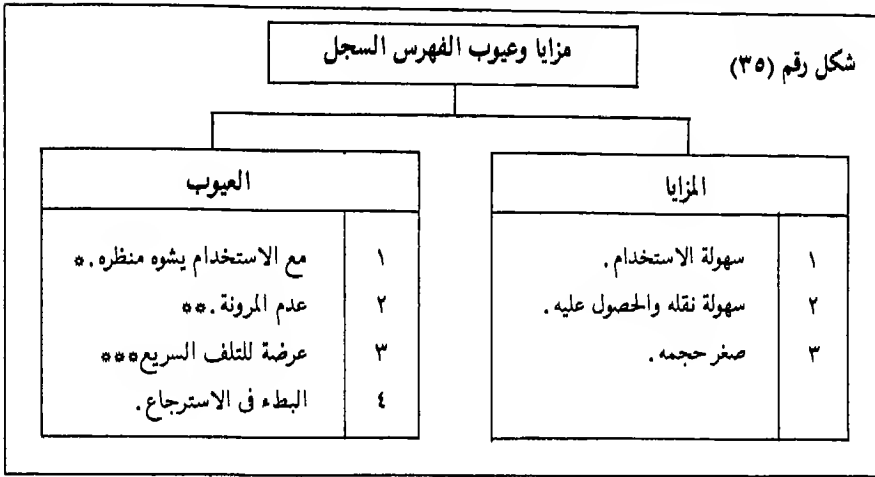 شكل رقم (٣٥)
مزايا وعيوب الفهرس السجل
المزايا
١ سهولة الاستخدام.
٢ سهولة نقله والحصول عليه.
٣ صغر حجمه.
العيوب
١ مع الاستخدام يشوه منظره.*
٢ عدم المرونة.**
٣ عرضة للتلف السريع***
٤ البطء فى الاسترجاع.